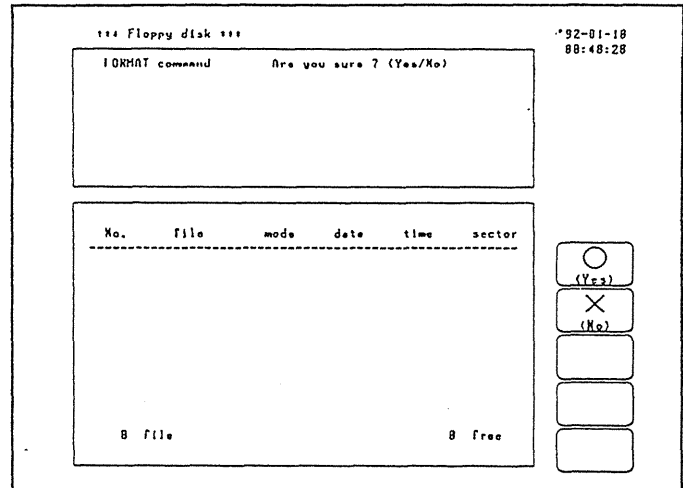 *** Floppy disk ***
'92-01-18
00:48:28
FORMAT command Are you sure ? (Yes/No)
No. file mode date time sector
(Yes)
(No)
0 file 0 free